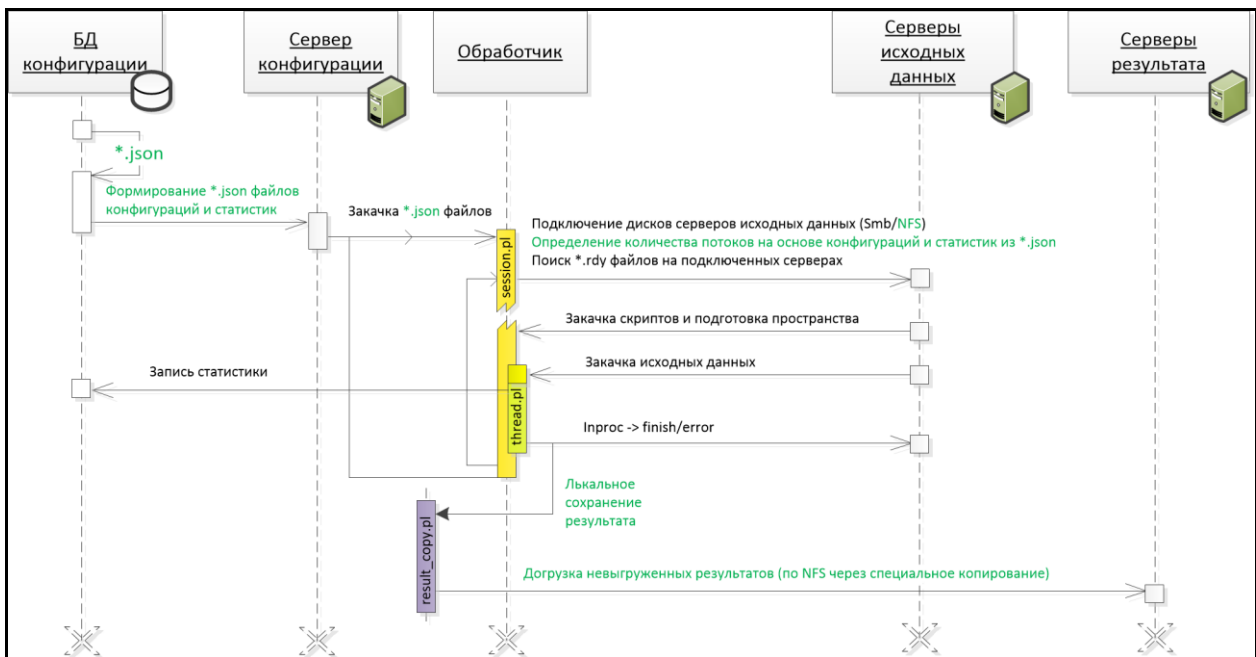 БД
конфигурации
Сервер
конфигурации
Обработчик
Серверы
исходных
данных
Серверы
результата
*.json
Формирование *.json файлов
конфигураций и статистик
Закачка *.json файлов
session.pl
Подключение дисков серверов исходных данных (Smb/NFS)
Определение количества потоков на основе конфигураций и статистик из *.json
Поиск *.rdy файлов на подключенных серверах
Закачка скриптов и подготовка пространства
Закачка исходных данных
Запись статистики
thread.pl
Inproc -> finish/error
Лькальное
сохранение
результата
result_copy.pl
Догрузка невыгруженных результатов (по NFS через специальное копирование)